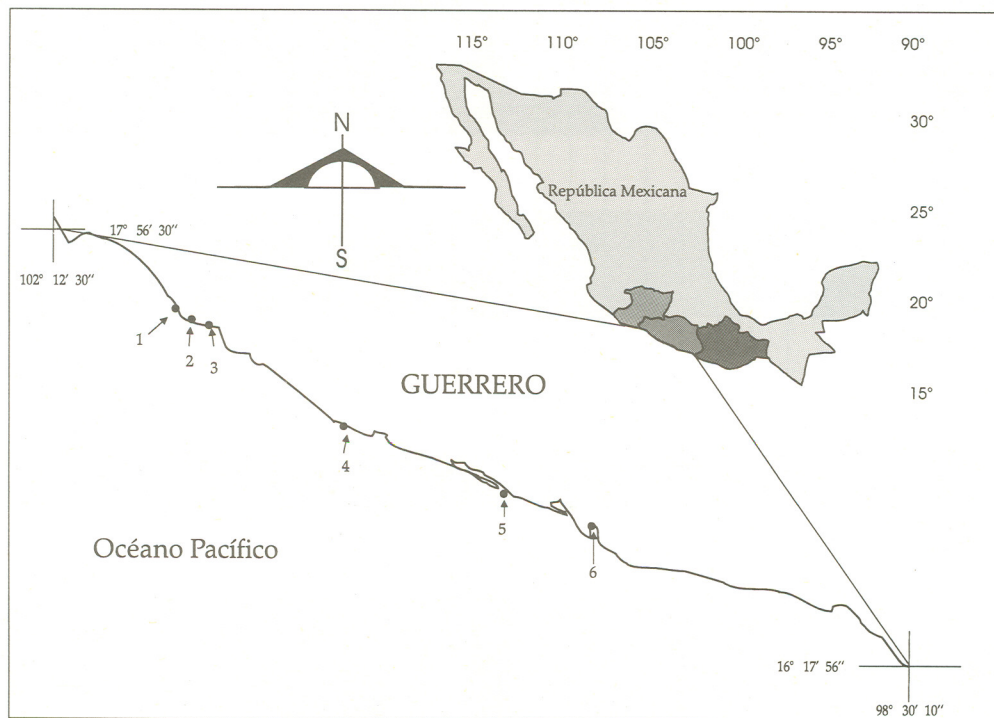 115° 110° 105° 100° 95° 90°
N
30°
República Mexicana
25°
17° 56′ 30″
S
102° 12′ 30″
20°
1
2
3
GUERRERO
15°
4
5
Océano Pacífico
6
16° 17′ 56″
98° 30′ 10″